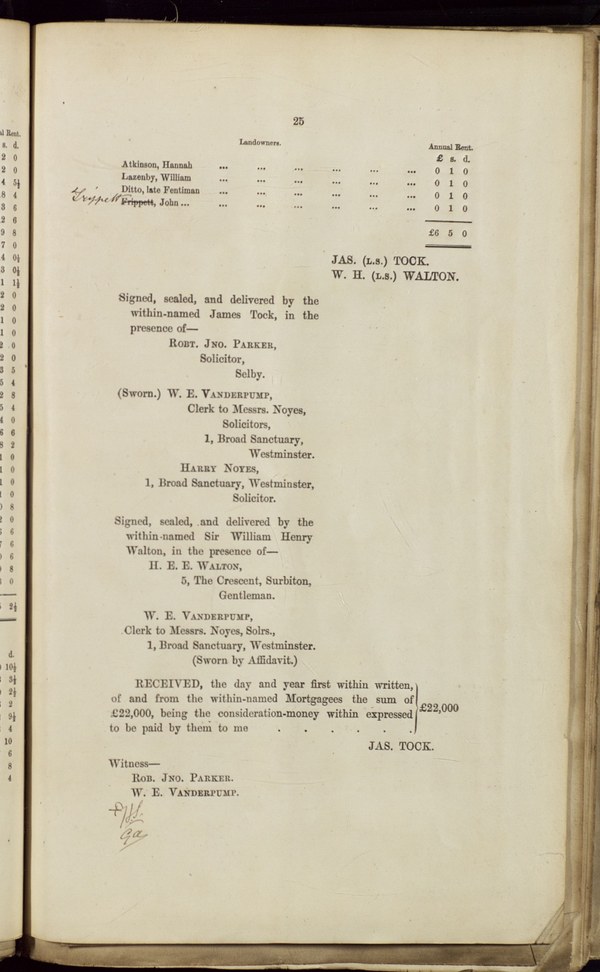 25
Landowners. Annual Rent.
£ s. d.
Atkinson, Hannah ... ... ... ... ... ... 0 1 0
Lazenby, William ... ... ... ... ... ... 0 1 0
Ditto, late Fentiman ... ... ... ... ... ... 0 1 0
Trippett Frippett, John ... ... ... ... ... ... ... 0 1 0
£6 5 0
JAS. (L.S.) TOCK.
W. H. (L.S.) WALTON.
Signed, sealed, and delivered by the
within-named James Tock, in the
presence of—
ROBT. JNO. PARKER,
Solicitor,
Selby.
(Sworn.) W. E. VANDERPUMP,
Clerk to Messrs. Noyes,
Solicitors,
1, Broad Sanctuary,
Westminster.
HARRY NOYES,
1, Broad Sanctuary, Westminster,
Solicitor.
Signed, sealed, and delivered by the
within-named Sir William Henry
Walton, in the presence of—
H. E. E. WALTON,
5, The Crescent, Surbiton,
Gentleman.
W. E. VANDERPUMP,
Clerk to Messrs. Noyes, Solrs.,
1, Broad Sanctuary, Westminster.
(Sworn by Affidavit.)
RECEIVED, the day and year first within written,
of and from the within-named Mortgagees the sum of
£22,000, being the consideration-money within expressed
to be paid by them to me . . . . . . £22,000
JAS. TOCK.
Witness—
ROB. JNO. PARKER.
W. E. VANDERPUMP.